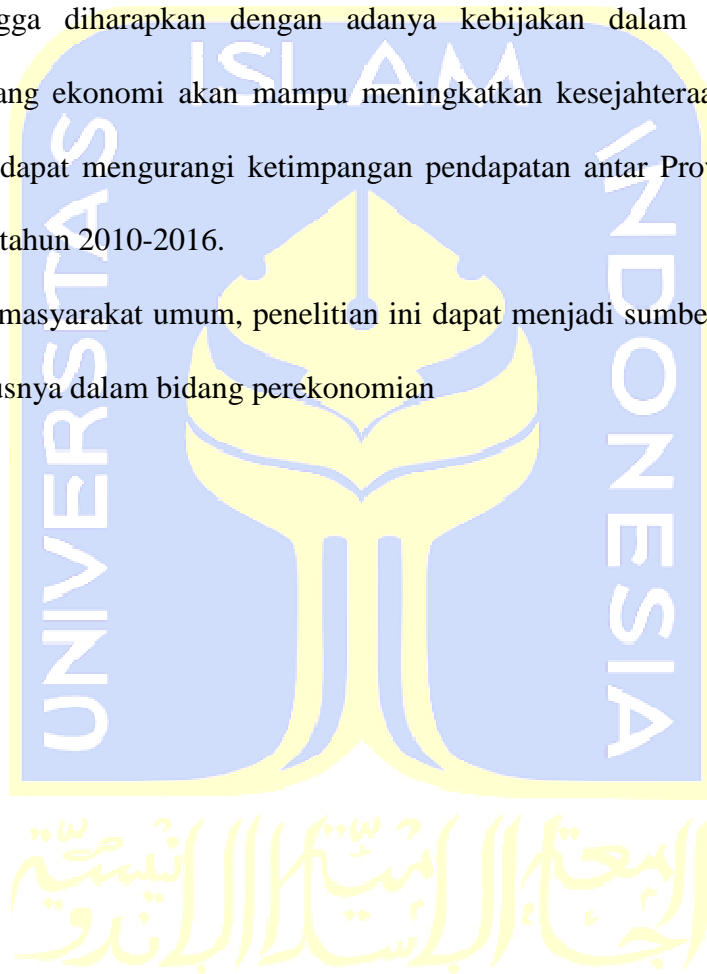 gga diharapkan dengan adanya kebijakan dalam
ang ekonomi akan mampu meningkatkan kesejahteraa
dapat mengurangi ketimpangan pendapatan antar Prov
tahun 2010-2016.
masyarakat umum, penelitian ini dapat menjadi sumbe
usnya dalam bidang perekonomian
UNIVERSITAS
ISLAM
INDONESIA